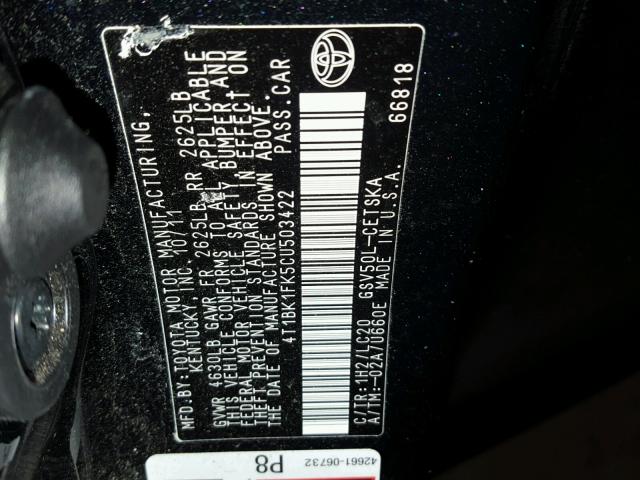 MFD.BY:TOYOTA MOTOR MANUFACTURING,
KENTUCKY, INC. 10/11
GVWR 4630LB GAWR FR 2625LB RR 2625LB
THIS VEHICLE CONFORMS TO ALL APPLICABLE
FEDERAL MOTOR VEHICLE SAFETY, BUMPER AND
THEFT PREVENTION STANDARDS IN EFFECT ON
THE DATE OF MANUFACTURE SHOWN ABOVE.
4T1BK1FK5CU503422 PASS.CAR
C/TR:1H2/LC20 GSV50L-CETSKA
A/TM:-02A/U660E MADE IN U.S.A.
66818
42661-06732
P8